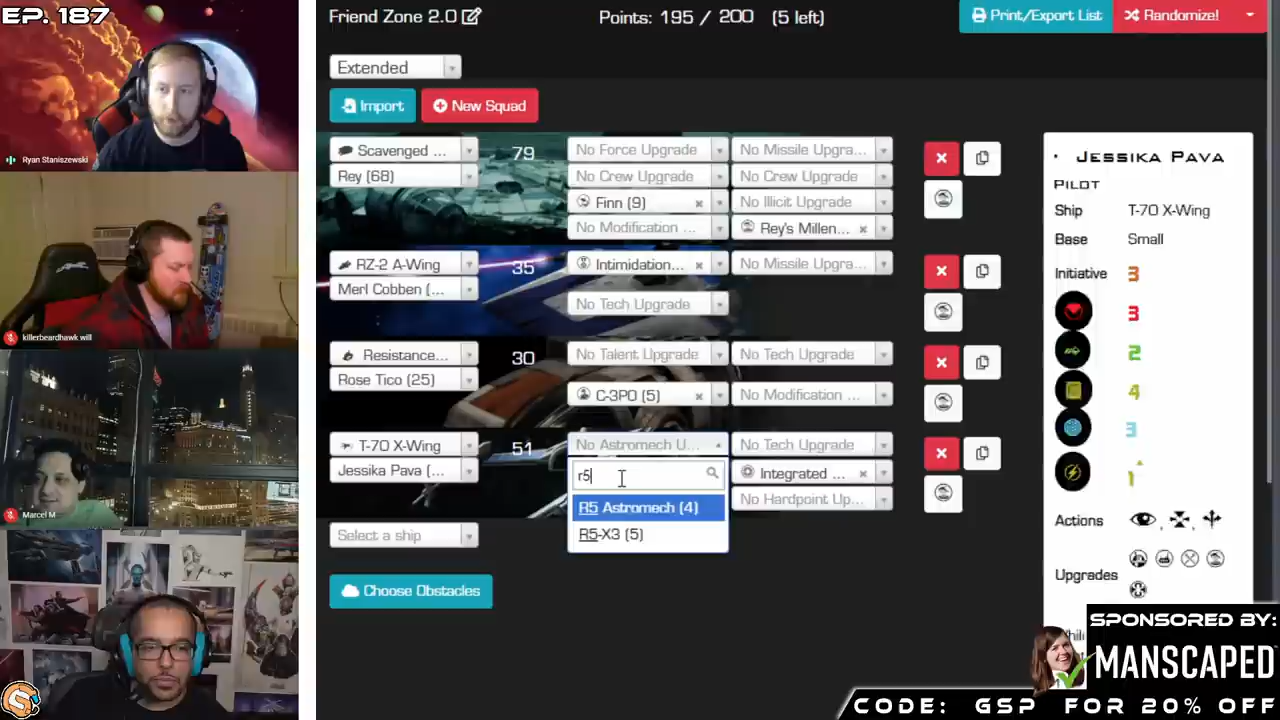 EP. 187
Ryan Staniszewski
killerbeardhawk will
Marcel M
Friend Zone 2.0
Points: 195 / 200 (5 left)
Print/Export List
Randomize!
Extended
Import
New Squad
Scavenged ...
79
No Force Upgrade
No Missile Upgra...
Rey (68)
No Crew Upgrade
No Crew Upgrade
Finn (9)
No Illicit Upgrade
No Modification ...
Rey's Millen...
RZ-2 A-Wing
35
Intimidation...
No Missile Upgra...
Merl Cobben (...
No Tech Upgrade
Resistance...
30
No Talent Upgrade
No Tech Upgrade
Rose Tico (25)
C-3PO (5)
No Modification ...
T-70 X-Wing
51
No Astromech U...
No Tech Upgrade
Jessika Pava (...
r5
Integrated ...
R5 Astromech (4)
No Hardpoint Up...
R5-X3 (5)
Select a ship
Choose Obstacles
Jessika Pava
Pilot
Ship T-70 X-Wing
Base Small
Initiative 3
3
2
4
3
1
Actions
Upgrades
SPONSORED BY:
MANSCAPED
CODE: GSP FOR 20% OFF